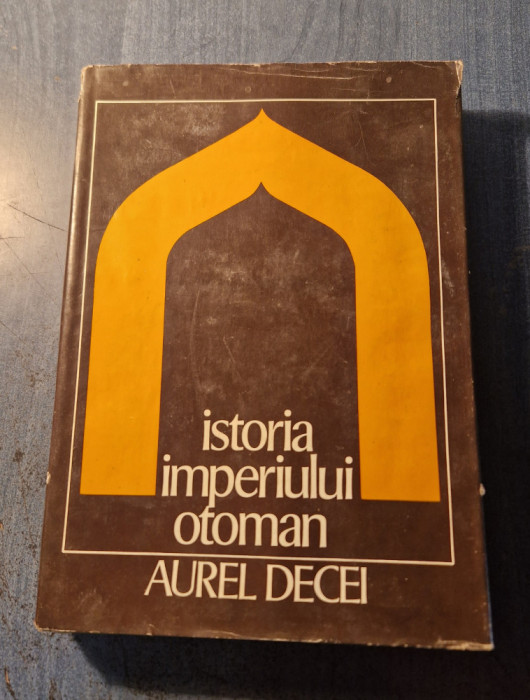 istoria
imperiului
otoman
AUREL DECEI